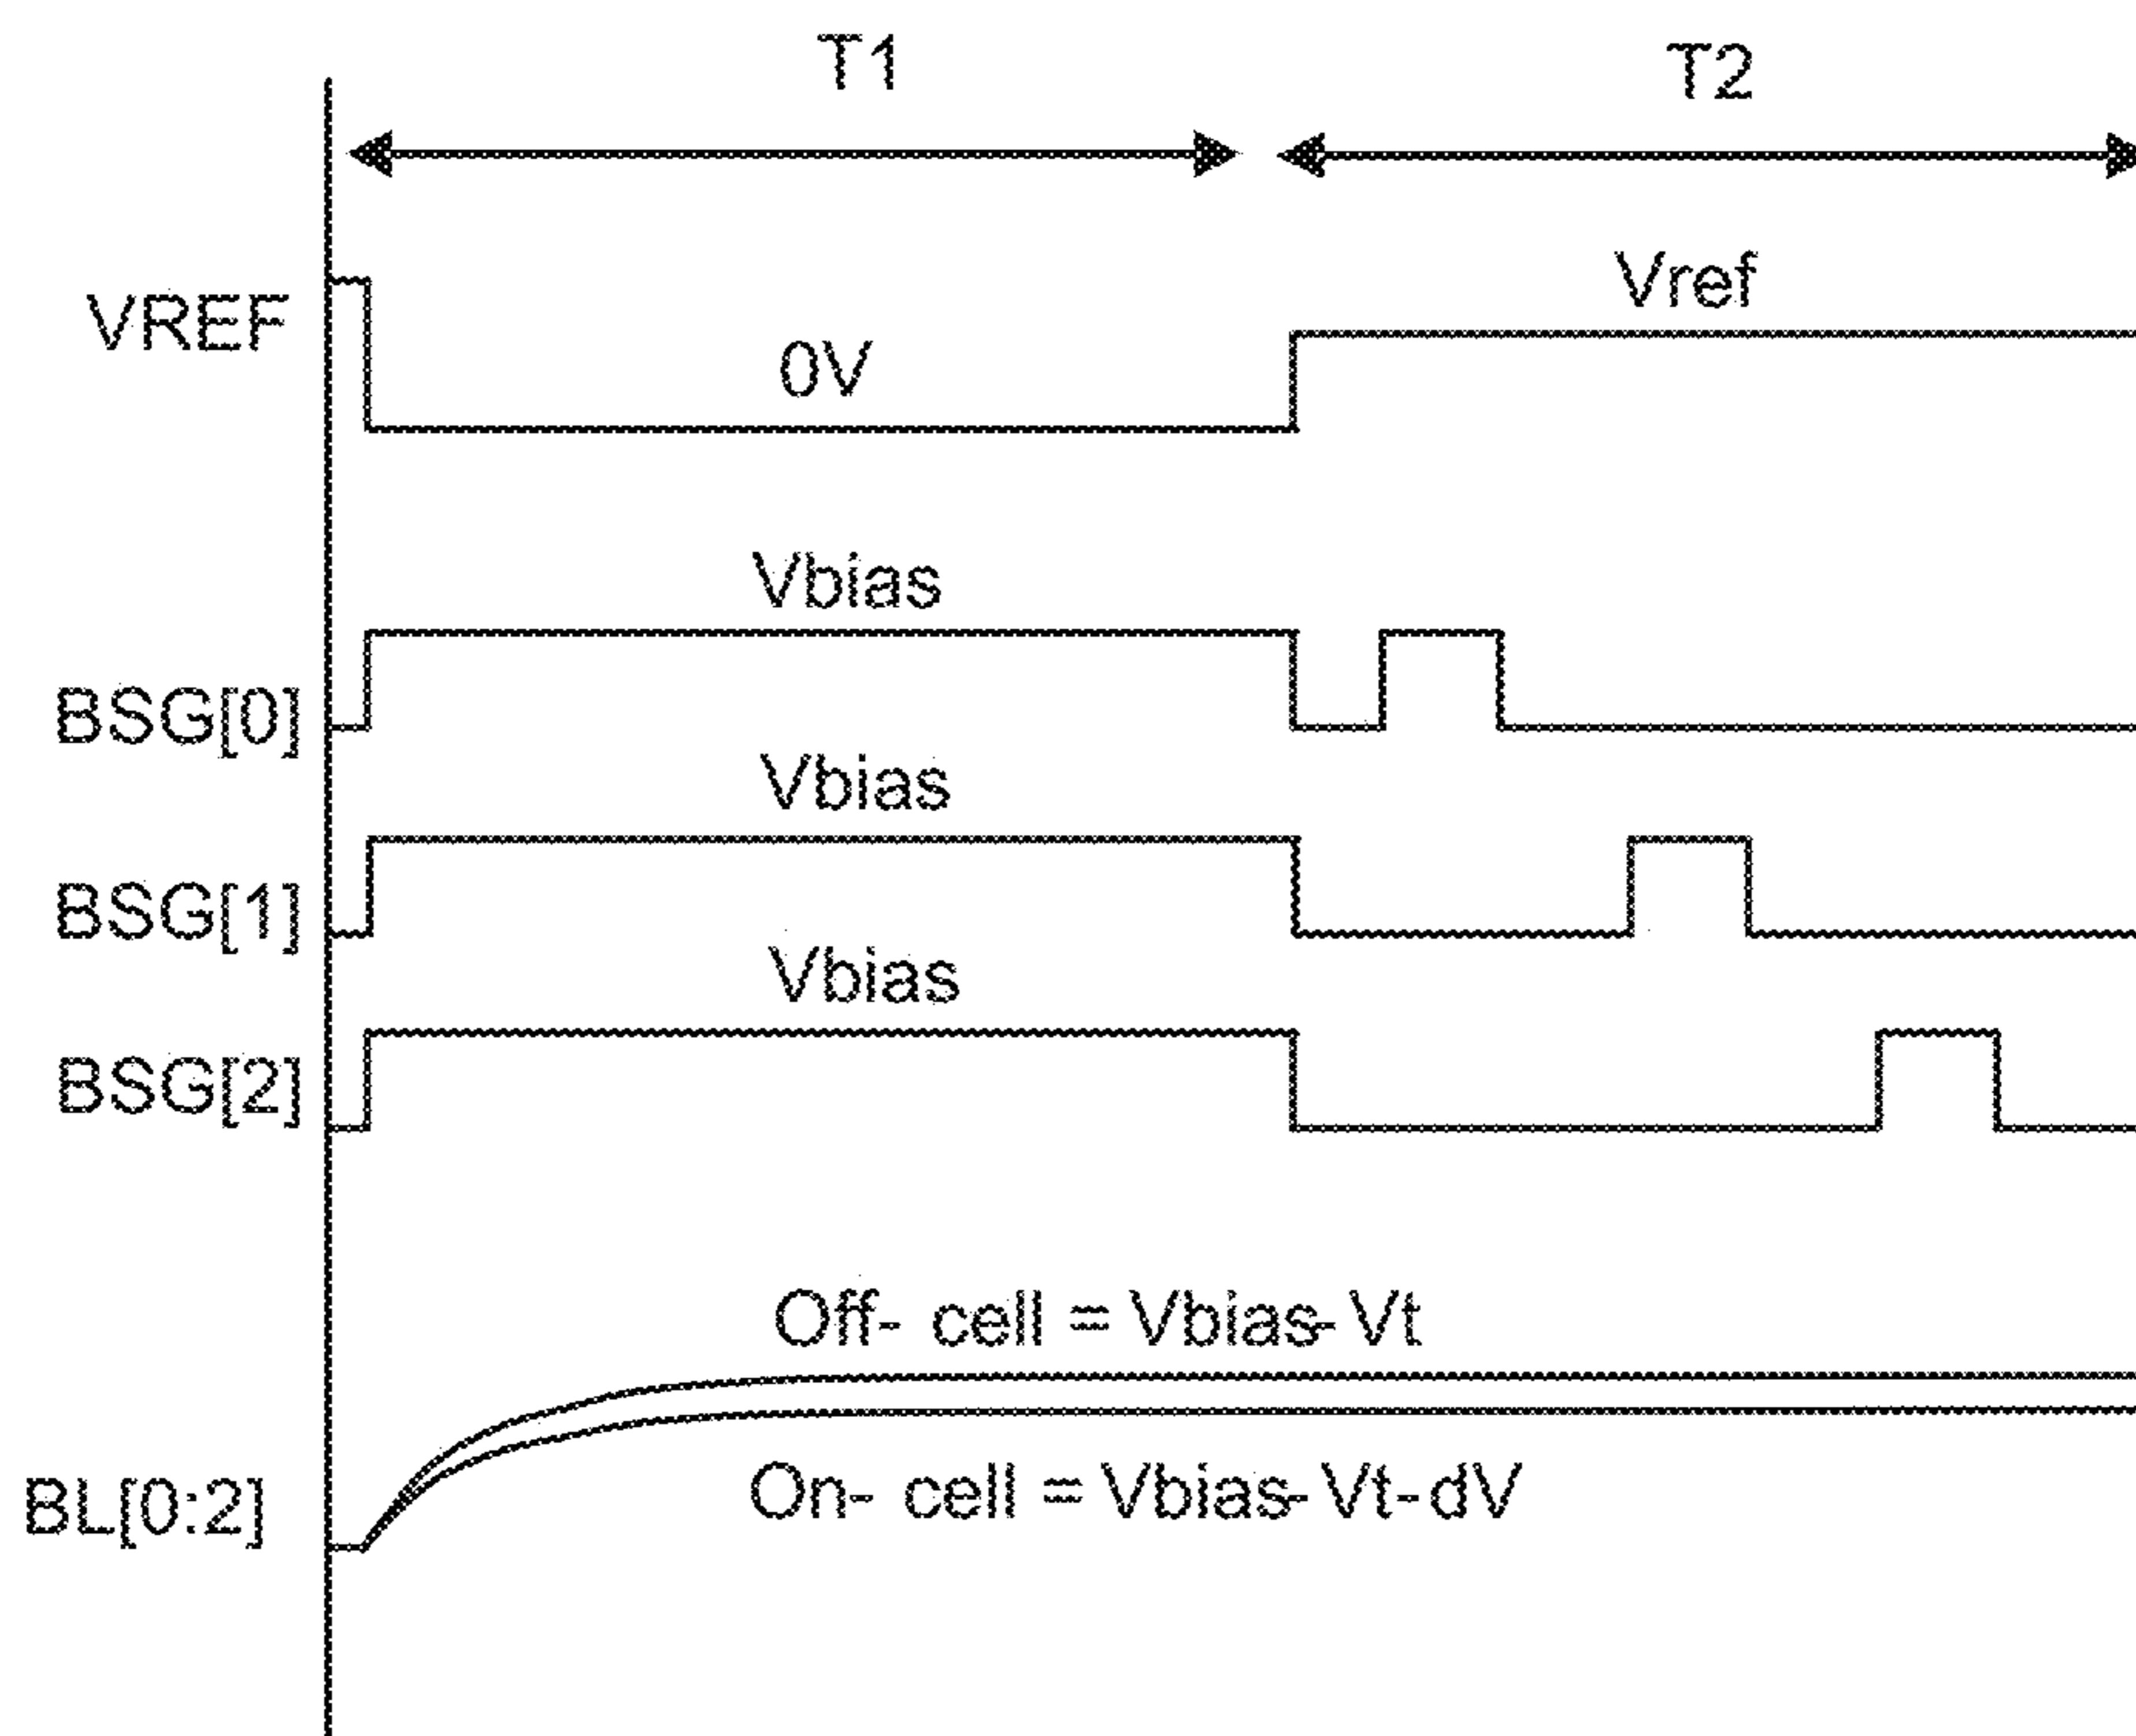 T1 T2
Vref
VREF
0V
Vbias
BSG[0]
Vbias
BSG[1]
Vbias
BSG[2]
Off- cell = Vbias- Vt
On- cell = Vbias- Vt- dV
BL[0:2]